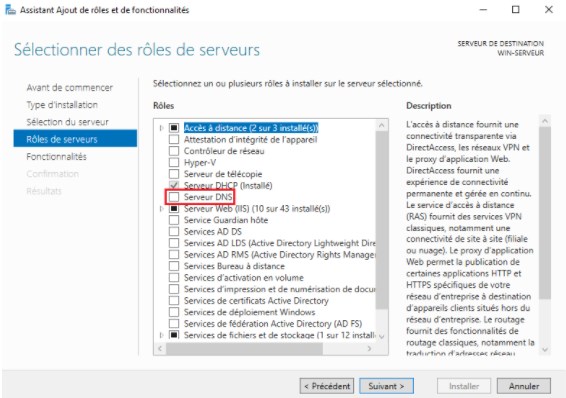 Assistant Ajout de rôles et de fonctionnalités
Sélectionner des rôles de serveurs
SERVEUR DE DESTINATION
WIN-SERVEUR
Avant de commencer
Type d'installation
Sélection du serveur
Rôles de serveurs
Fonctionnalités
Confirmation
Résultats
Sélectionnez un ou plusieurs rôles à installer sur le serveur sélectionné.
Rôles
Accès à distance (2 sur 3 installé(s))
Attestation d'intégrité de l'appareil
Contrôleur de réseau
Hyper-V
Serveur de télécopie
Serveur DHCP (Installé)
Serveur DNS
Serveur Web (IIS) (10 sur 43 installé(s))
Service Guardian hôte
Services AD DS
Services AD LDS (Active Directory Lightweight Dire
Services AD RMS (Active Directory Rights Manage
Services Bureau à distance
Services d'activation en volume
Services d'impression et de numérisation de docu
Services de certificats Active Directory
Services de déploiement Windows
Services de fédération Active Directory (AD FS)
Services de fichiers et de stockage (1 sur 12 install
Description
L'accès à distance fournit une
connectivité transparente via
DirectAccess, les réseaux VPN et
le proxy d'application Web.
DirectAccess fournit une
expérience de connectivité
permanente et gérée en continu.
Le service d'accès à distance
(RAS) fournit des services VPN
classiques, notamment une
connectivité de site à site (filiale
ou nuage). Le proxy d'application
Web permet la publication de
certaines applications HTTP et
HTTPS spécifiques de votre
réseau d'entreprise à destination
d'appareils clients situés hors du
réseau d'entreprise. Le routage
fournit des fonctionnalités de
routage classiques, notamment la
traduction d'adresses réseau
< Précédent
Suivant >
Installer
Annuler